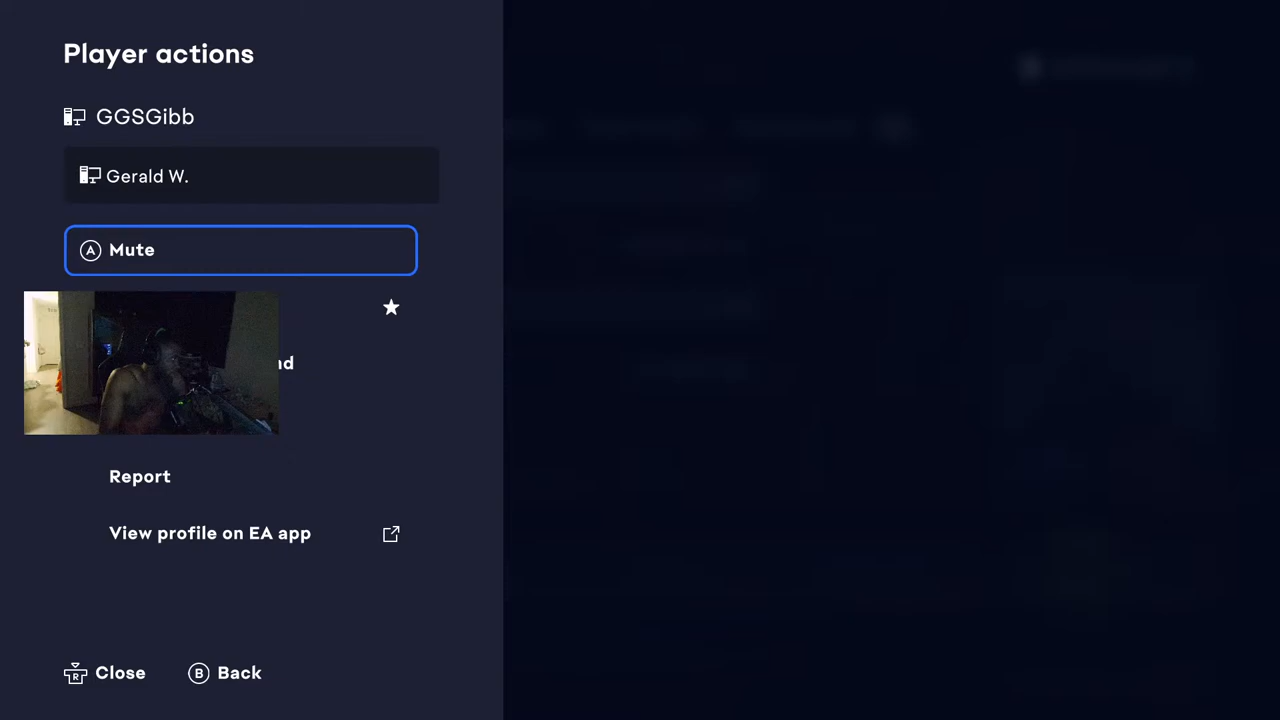 Player actions
GGSGibb
Gerald W.
A Mute
nd
Report
View profile on EA app
R Close B Back